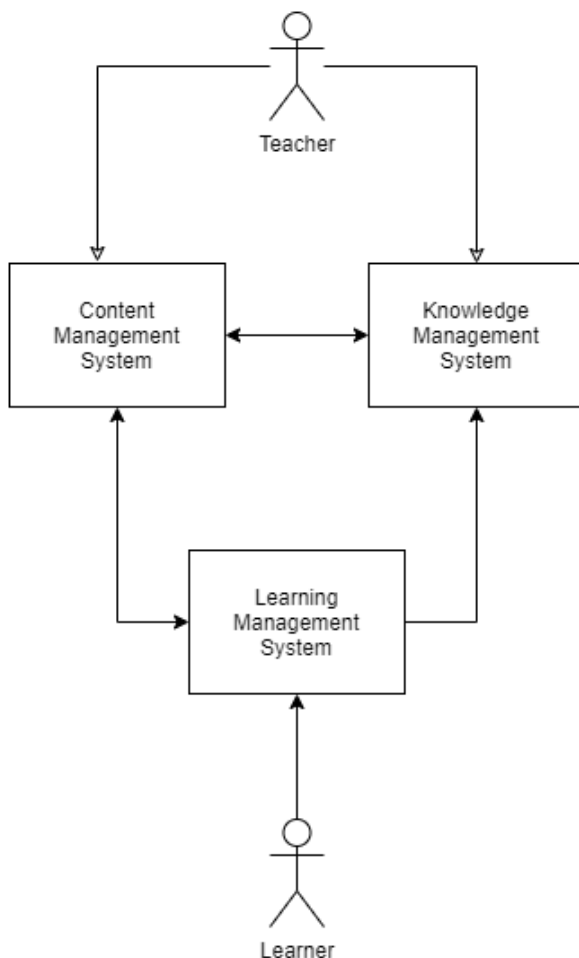 Teacher
Content
Management
System
Knowledge
Management
System
Learning
Management
System
Learner